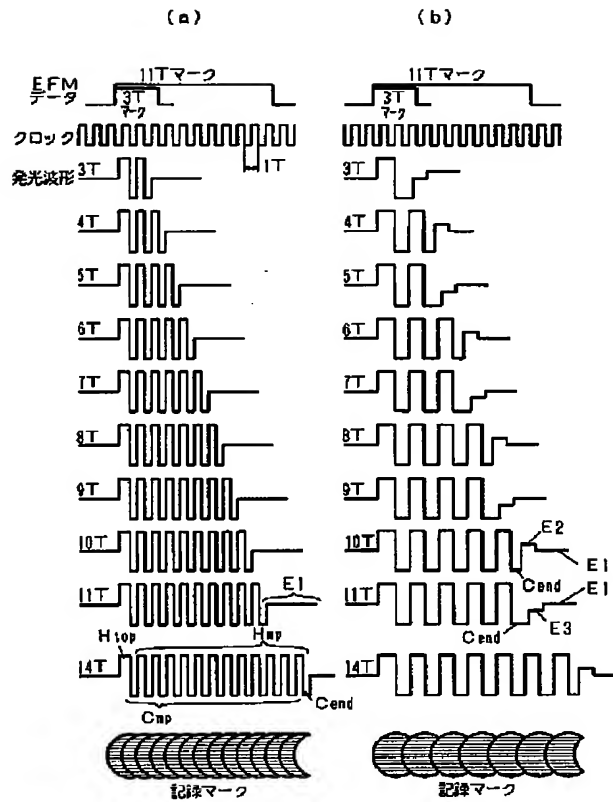 (a) (b)
11Tマーク 11Tマーク
EFM
データ
3T
マーク
3T
マーク
クロック
1T
発光波形
3T 3T
4T 4T
5T 5T
6T 6T
7T 7T
8T 8T
9T 9T
10T 10T
E2
E1
Cend
11T 11T
E1 E1
Cend E3
Htop Hmp
14T 14T
Cmp Cend
記録マーク 記録マーク